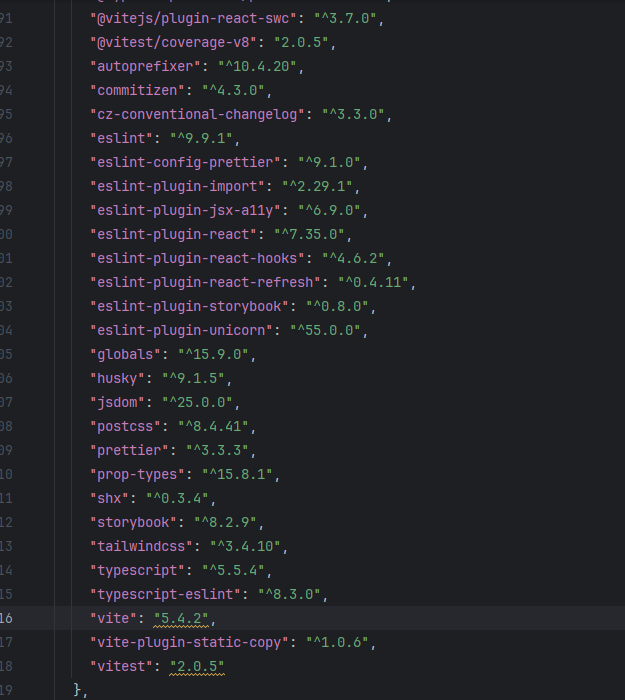 91 "@vitejs/plugin-react-swc": "^3.7.0",
92 "@vitest/coverage-v8": "2.0.5",
93 "autoprefixer": "^10.4.20",
94 "commitizen": "^4.3.0",
95 "cz-conventional-changelog": "^3.3.0",
96 "eslint": "^9.9.1",
97 "eslint-config-prettier": "^9.1.0",
98 "eslint-plugin-import": "^2.29.1",
99 "eslint-plugin-jsx-a11y": "^6.9.0",
00 "eslint-plugin-react": "^7.35.0",
01 "eslint-plugin-react-hooks": "^4.6.2",
02 "eslint-plugin-react-refresh": "^0.4.11",
03 "eslint-plugin-storybook": "^0.8.0",
04 "eslint-plugin-unicorn": "^55.0.0",
05 "globals": "^15.9.0",
06 "husky": "^9.1.5",
07 "jsdom": "^25.0.0",
08 "postcss": "^8.4.41",
09 "prettier": "^3.3.3",
10 "prop-types": "^15.8.1",
11 "shx": "^0.3.4",
12 "storybook": "^8.2.9",
13 "tailwindcss": "^3.4.10",
14 "typescript": "^5.5.4",
15 "typescript-eslint": "^8.3.0",
16 "vite": "5.4.2",
17 "vite-plugin-static-copy": "^1.0.6",
18 "vitest": "2.0.5"
19 },